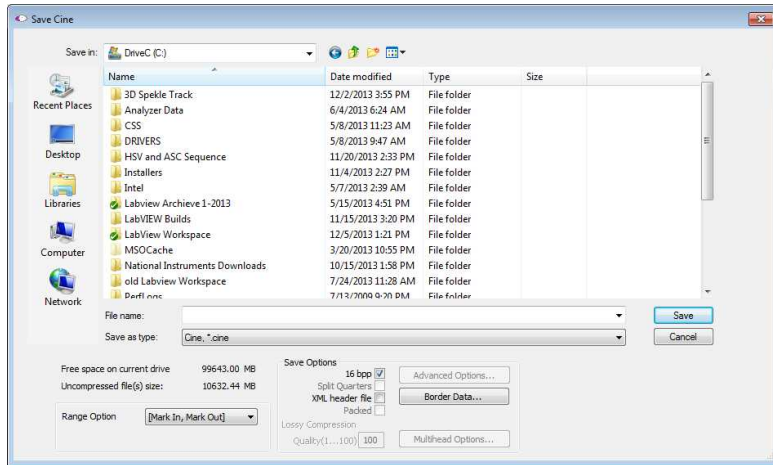 Save Cine
Save in: DriveC (C:)
Name Date modified Type Size
3D Spekle Track 12/2/2013 3:55 PM File folder
Analyzer Data 6/4/2013 6:24 AM File folder
CSS 5/8/2013 11:23 AM File folder
DRIVERS 5/8/2013 9:47 AM File folder
HSV and ASC Sequence 11/20/2013 2:33 PM File folder
Installers 11/4/2013 2:27 PM File folder
Intel 5/7/2013 2:39 AM File folder
Labview Archieve 1-2013 5/15/2013 4:51 PM File folder
LabVIEW Builds 11/15/2013 3:20 PM File folder
LabView Workspace 12/5/2013 1:21 PM File folder
MSOCache 3/20/2013 10:55 PM File folder
National Instruments Downloads 10/15/2013 1:58 PM File folder
old Labview Workspace 7/24/2013 11:28 AM File folder
PerfLogs 7/13/2009 9:20 PM File folder
Recent Places
Desktop
Libraries
Computer
Network
File name: Save
Save as type: Cine, *.cine Cancel
Free space on current drive 99643.00 MB
Uncompressed file(s) size: 10632.44 MB
Range Option [Mark In, Mark Out]
Save Options
16 bpp
Split Quarters
XML header file
Packed
Lossy Compression
Quality(1...100) 100
Advanced Options...
Border Data...
Multihead Options...